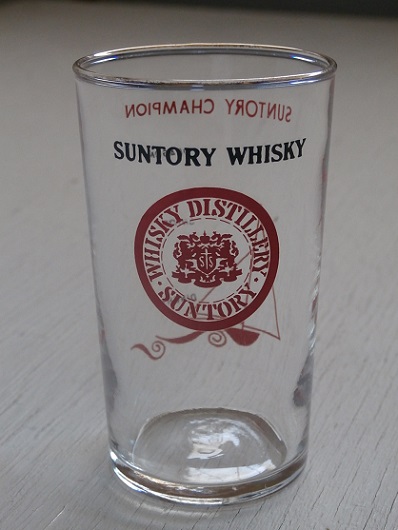 SUNTORY CHAMPION
SUNTORY WHISKY
WHISKY DISTILLERY
S S
· SUNTORY ·